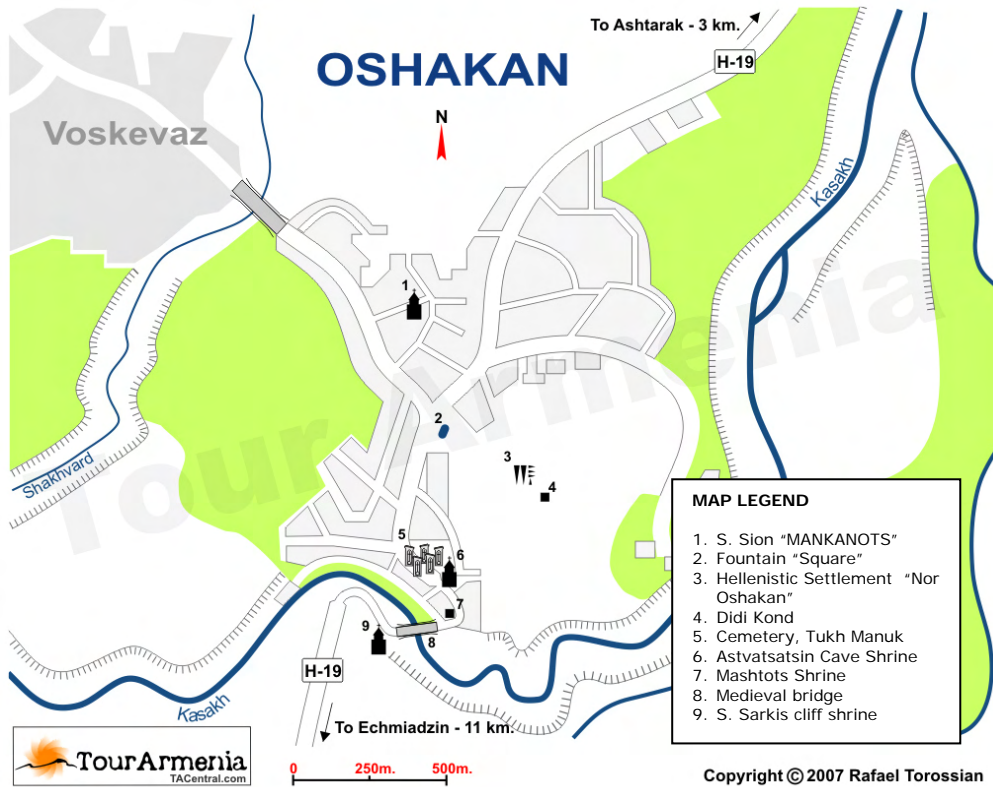 To Ashtarak - 3 km.
H-19
OSHAKAN
N
Voskevaz
Kasakh
1
2
3
4
Shakhvard
5
6
7
8
9
H-19
Kasakh
To Echmiadzin - 11 km.
Tour Armenia
MAP LEGEND
1. S. Sion “MANKANOTS”
2. Fountain “Square”
3. Hellenistic Settlement “Nor
Oshakan”
4. Didi Kond
5. Cemetery, Tukh Manuk
6. Astvatsatsin Cave Shrine
7. Mashtots Shrine
8. Medieval bridge
9. S. Sarkis cliff shrine
TourArmenia
TACentral.com
0 250m. 500m.
Copyright © 2007 Rafael Torossian